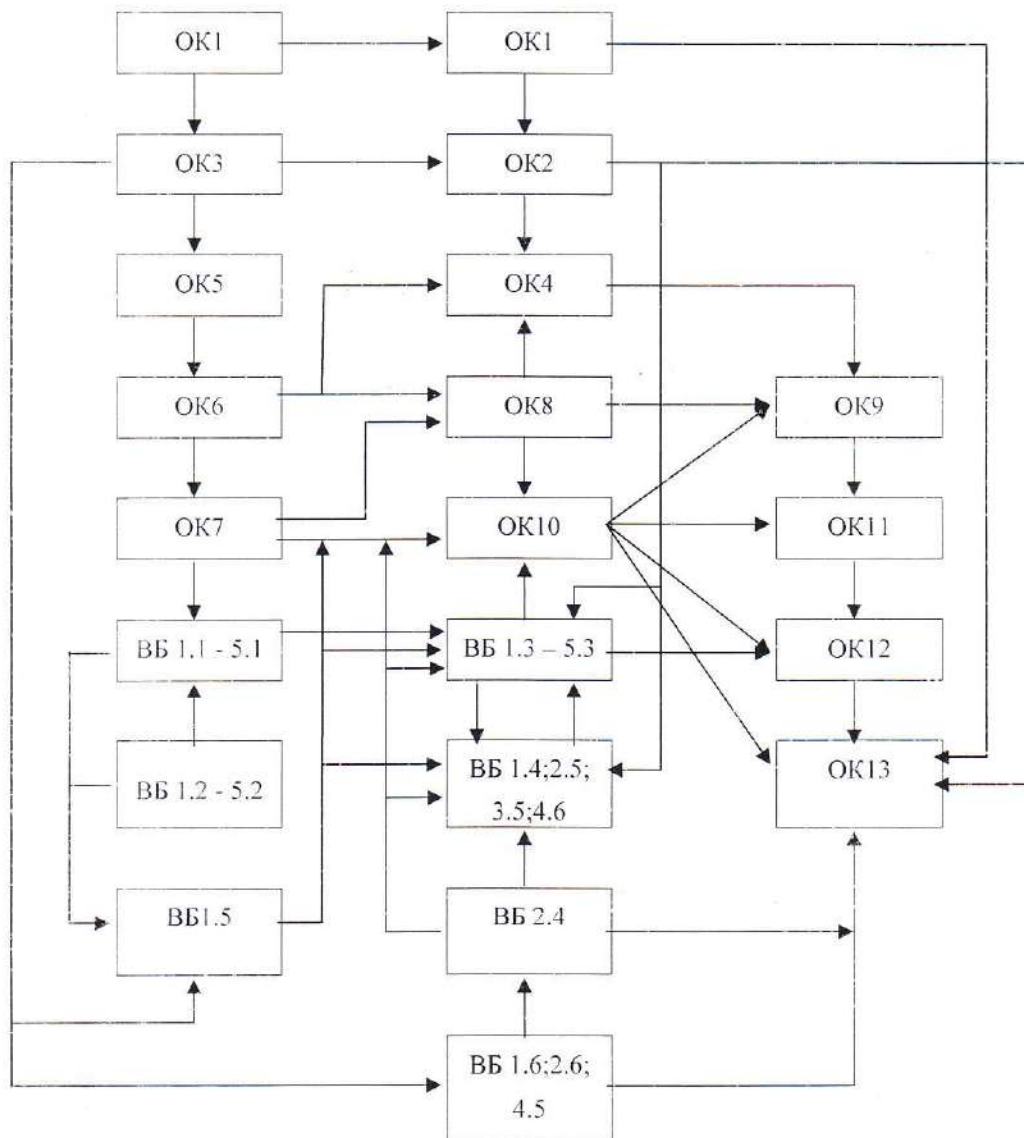 ОК1
ОК1
ОК3
ОК2
ОК5
ОК4
ОК6
ОК8
ОК9
ОК7
ОК10
ОК11
ВБ 1.1 - 5.1
ВБ 1.3 – 5.3
ОК12
ВБ 1.2 - 5.2
ВБ 1.4;2.5;
3.5;4.6
ОК13
ВБ1.5
ВБ 2.4
ВБ 1.6;2.6;
4.5